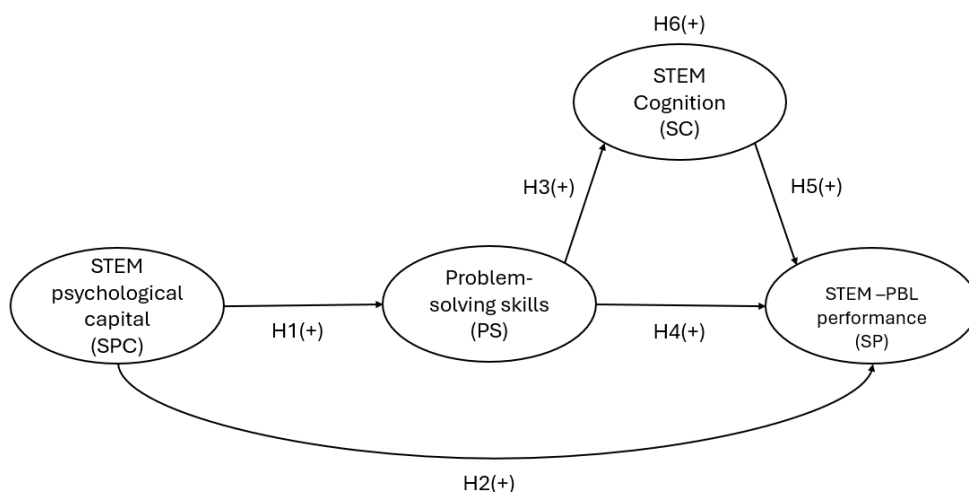 H6(+)
STEM
Cognition
(SC)
H3(+)
H5(+)
STEM
psychological
capital
(SPC)
H1(+)
Problem-
solving skills
(PS)
H4(+)
STEM –PBL
performance
(SP)
H2(+)